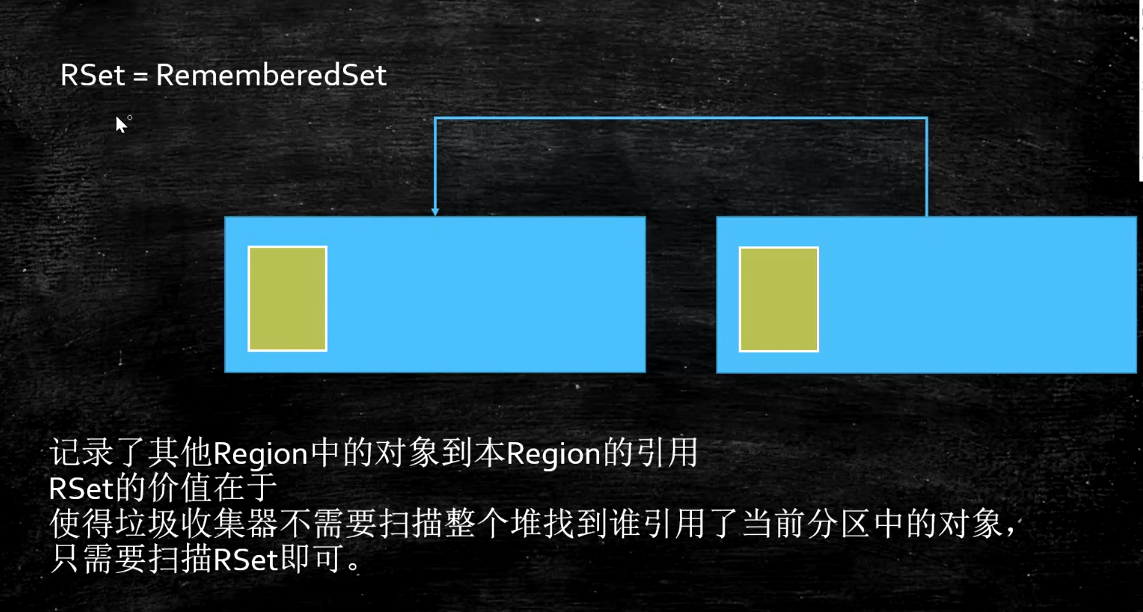 RSet = RememberedSet
记录了其他Region中的对象到本Region的引用
RSet的价值在于
使得垃圾收集器不需要扫描整个堆找到谁引用了当前分区中的对象，
只需要扫描RSet即可。